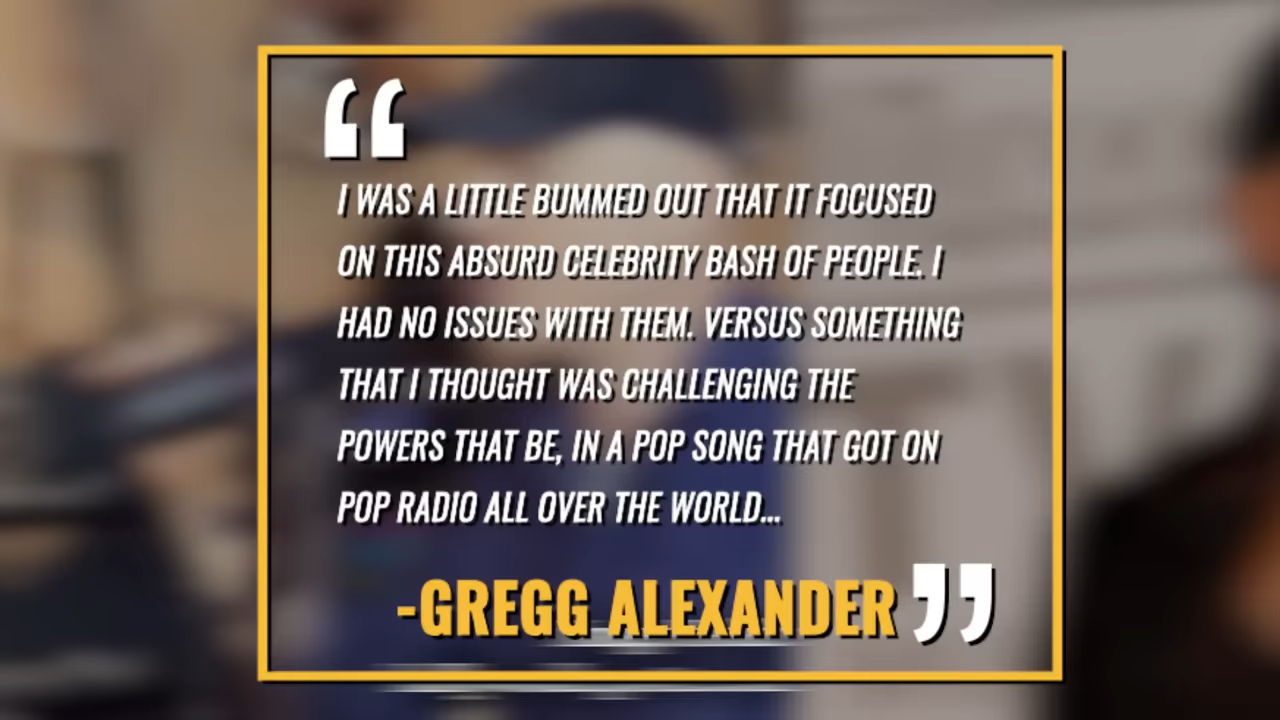 “
I WAS A LITTLE BUMMED OUT THAT IT FOCUSED
ON THIS ABSURD CELEBRITY BASH OF PEOPLE. I
HAD NO ISSUES WITH THEM. VERSUS SOMETHING
THAT I THOUGHT WAS CHALLENGING THE
POWERS THAT BE, IN A POP SONG THAT GOT ON
POP RADIO ALL OVER THE WORLD...
-GREGG ALEXANDER ”